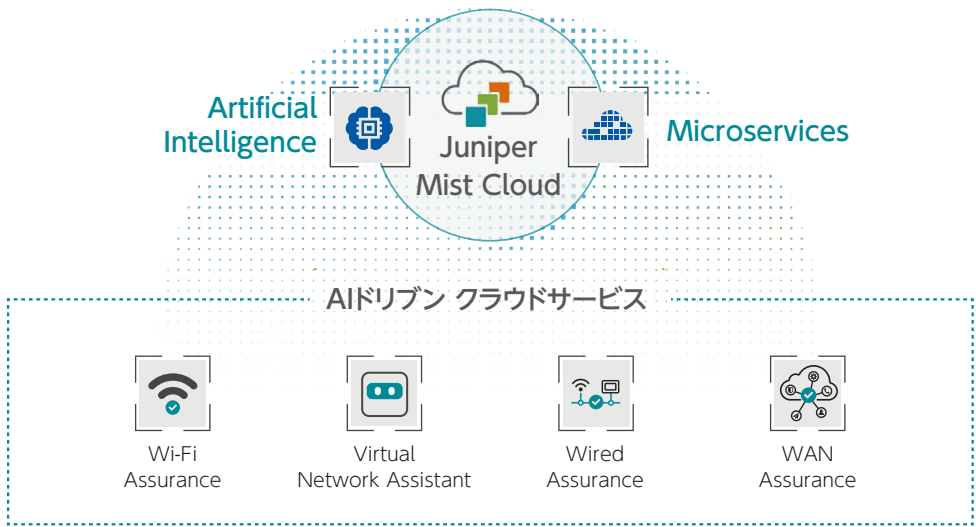 Artificial
Intelligence
Juniper
Mist Cloud
Microservices
AIドリブン クラウドサービス
Wi-Fi
Assurance
Virtual
Network Assistant
Wired
Assurance
WAN
Assurance